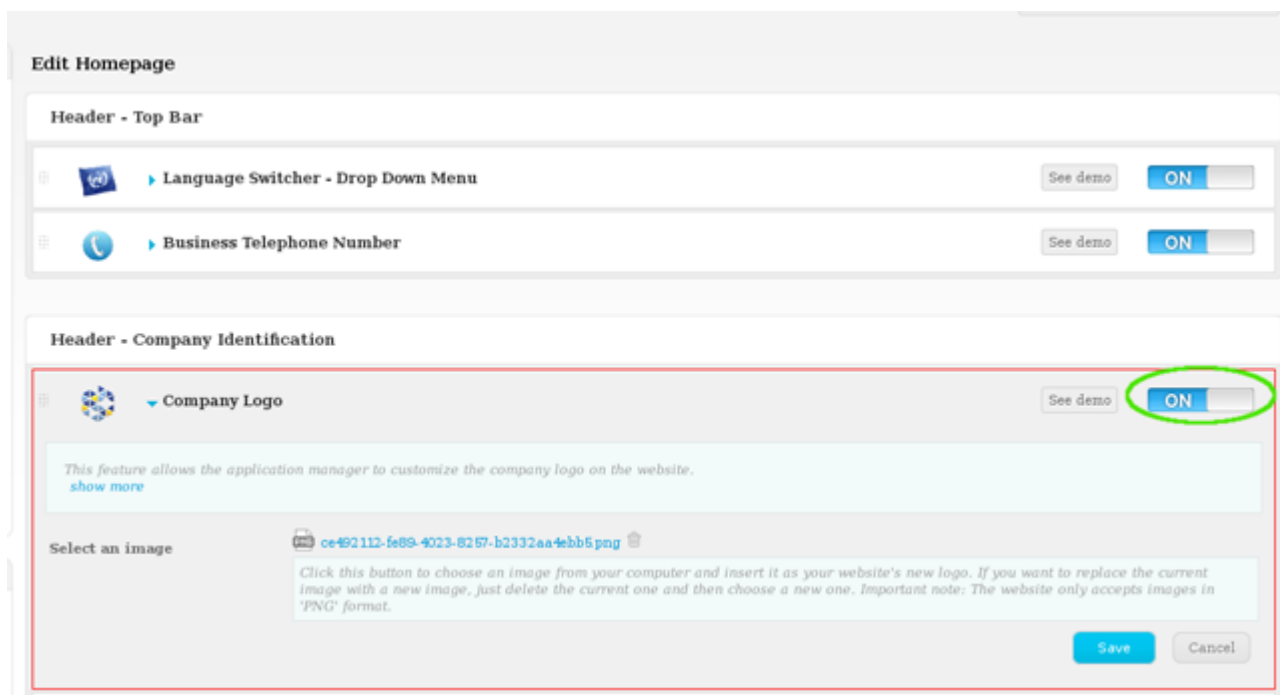 Edit Homepage
Header - Top Bar
Language Switcher - Drop Down Menu
See demo
ON
Business Telephone Number
See demo
ON
Header - Company Identification
Company Logo
See demo
ON
This feature allows the application manager to customize the company logo on the website.
show more
Select an image
ce492112-fe89-4023-8257-b2332aa4ebb5.png
Click this button to choose an image from your computer and insert it as your website's new logo. If you want to replace the current
image with a new image, just delete the current one and then choose a new one. Important note: The website only accepts images in
'PNG' format.
Save
Cancel